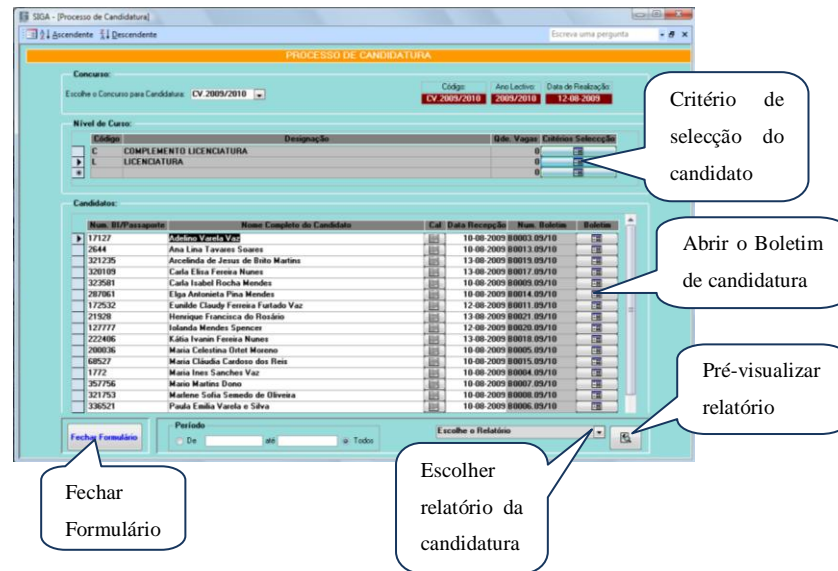 SIGA - [Processo de Candidatura]
Ascendente Descendente Escreva uma pergunta
PROCESSO DE CANDIDATURA
Concurso:
Escolhe o Concurso para Candidatura: CV.2009/2010
Código: Ano Lectivo: Data de Realização:
CV.2009/2010 2009/2010 12-08-2009
Nível de Curso:
Código Designação Qde. Vagas Critérios Selecção
C COMPLEMENTO LICENCIATURA 0
L LICENCIATURA 0
0
Candidatos:
Num. BI/Passaporte Nome Completo do Candidato Cal Data Recepção Num. Boletim Boletim
17127 Adelino Varela Vaz 10-08-2009 B0003.09/10
2644 Ana Lina Tavares Soares 10-08-2009 B0013.09/10
321235 Arcelinda de Jesus de Brito Martins 13-08-2009 B0019.09/10
320109 Carla Elisa Fereira Nunes 13-08-2009 B0017.09/10
323581 Carla Isabel Rocha Mendes 10-08-2009 B0009.09/10
287061 Elga Antonieta Pina Mendes 10-08-2009 B0014.09/10
172532 Eunilde Claudy Ferreira Furtado Vaz 12-08-2009 B0011.09/10
21928 Henrique Francisca do Rosário 13-08-2009 B0021.09/10
127777 Iolanda Mendes Spencer 12-08-2009 B0020.09/10
222406 Kátia Ivanin Fereira Nunes 13-08-2009 B0018.09/10
200036 Maria Celestina Ortet Moreno 10-08-2009 B0005.09/10
68527 Maria Cláudia Cardoso dos Reis 10-08-2009 B0015.09/10
1772 Maria Ines Sanches Vaz 10-08-2009 B0004.09/10
357756 Mario Martins Dono 10-08-2009 B0007.09/10
321753 Marlene Sofia Semedo de Oliveira 10-08-2009 B0008.09/10
336521 Paula Emilia Varela e Silva 10-08-2009 B0006.09/10
Fechar Formulário
Período
De até Todos
Escolhe o Relatório
Critério de
selecção do
candidato
Abrir o Boletim
de candidatura
Pré-visualizar
relatório
Escolher
relatório da
candidatura
Fechar
Formulário